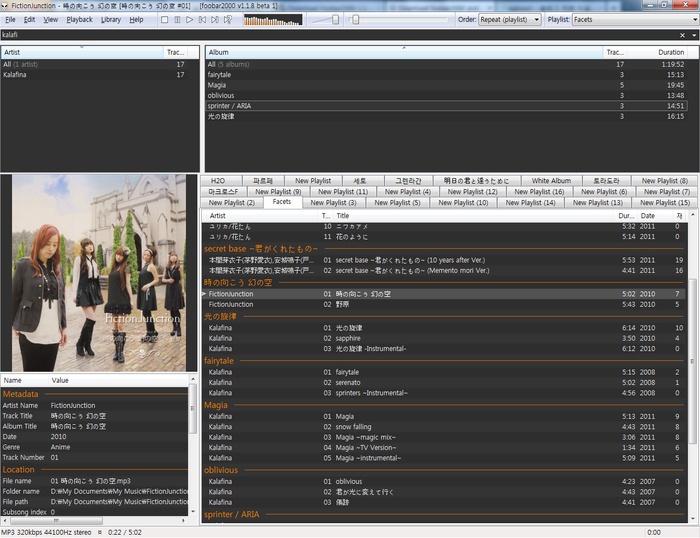 FictionJunction - 時の向こう 幻の空 [時の向こう 幻の空 #01]    [foobar2000 v1.1.8 beta 1]
File Edit View Playback Library Help
Order: Repeat (playlist) Playlist: Facets
kalafi
Artist Trac...
All (1 artist) 17
Kalafina 17
Album Trac... Duration
All (5 albums) 17 1:19:52
fairytale 3 15:13
Magia 5 19:45
oblivious 3 13:48
sprinter / ARIA 3 14:51
光の旋律 3 16:15
H2O 파르페 New Playlist 세토 그렌라간 明日の君と逢うために White Album 토라도라 New Playlist (8)
마크로스F New Playlist (9) New Playlist (11) New Playlist (4) New Playlist (12) New Playlist (16) New Playlist (6) New Playlist (7)
New Playlist (2) Facets New Playlist (3) New Playlist (5) New Playlist (10) New Playlist (14) New Playlist (13) New Playlist (15)
Artist T... Title Dur... Date 재
ユリカ/花たん 10 ニワカアメ 5:32 2011 0
ユリカ/花たん 11 花のように 5:14 2011 0
secret base ~君がくれたもの~
本間芽衣子(茅野愛衣),安城鳴子(戸... 01 secret base ~君がくれたもの~ (10 years after Ver.) 5:53 2011 19
本間芽衣子(茅野愛衣),安城鳴子(戸... 02 secret base ~君がくれたもの~ (Memento mori Ver.) 4:41 2011 16
時の向こう 幻の空
FictionJunction 01 時の向こう 幻の空 5:02 2010 7
FictionJunction 02 野原 5:43 2010 5
光の旋律
Kalafina 01 光の旋律 6:14 2010 10
Kalafina 02 sapphire 3:50 2010 4
Kalafina 03 光の旋律 -Instrumental- 6:12 2010 0
fairytale
Kalafina 01 fairytale 5:15 2008 2
Kalafina 02 serenato 5:02 2008 1
Kalafina 03 sprinters ~Instrumental~ 4:56 2008 0
Magia
Kalafina 01 Magia 5:13 2011 9
Kalafina 02 snow falling 4:43 2011 8
Kalafina 03 Magia ~magic mix~ 3:06 2011 8
Kalafina 04 Magia ~TV Version~ 1:34 2011 6
Kalafina 05 Magia ~instrumental~ 5:09 2011 5
oblivious
Kalafina 01 oblivious 4:23 2007 0
Kalafina 02 君が光に変えて行く 4:43 2007 0
Kalafina 03 傷跡 4:41 2007 0
sprinter / ARIA
FictionJunction
時の向こう 幻の空
Name Value
Metadata
Artist Name FictionJunction
Track Title 時の向こう 幻の空
Album Title 時の向こう 幻の空
Date 2010
Genre Anime
Track Number 01
Location
File name 01 時の向こう 幻の空.mp3
Folder name D:₩My Documents₩My Music₩FictionJunction
File path D:₩My Documents₩My Music₩FictionJunction
Subsong index 0
MP3 320kbps 44100Hz stereo 0:22 / 5:02 0:00